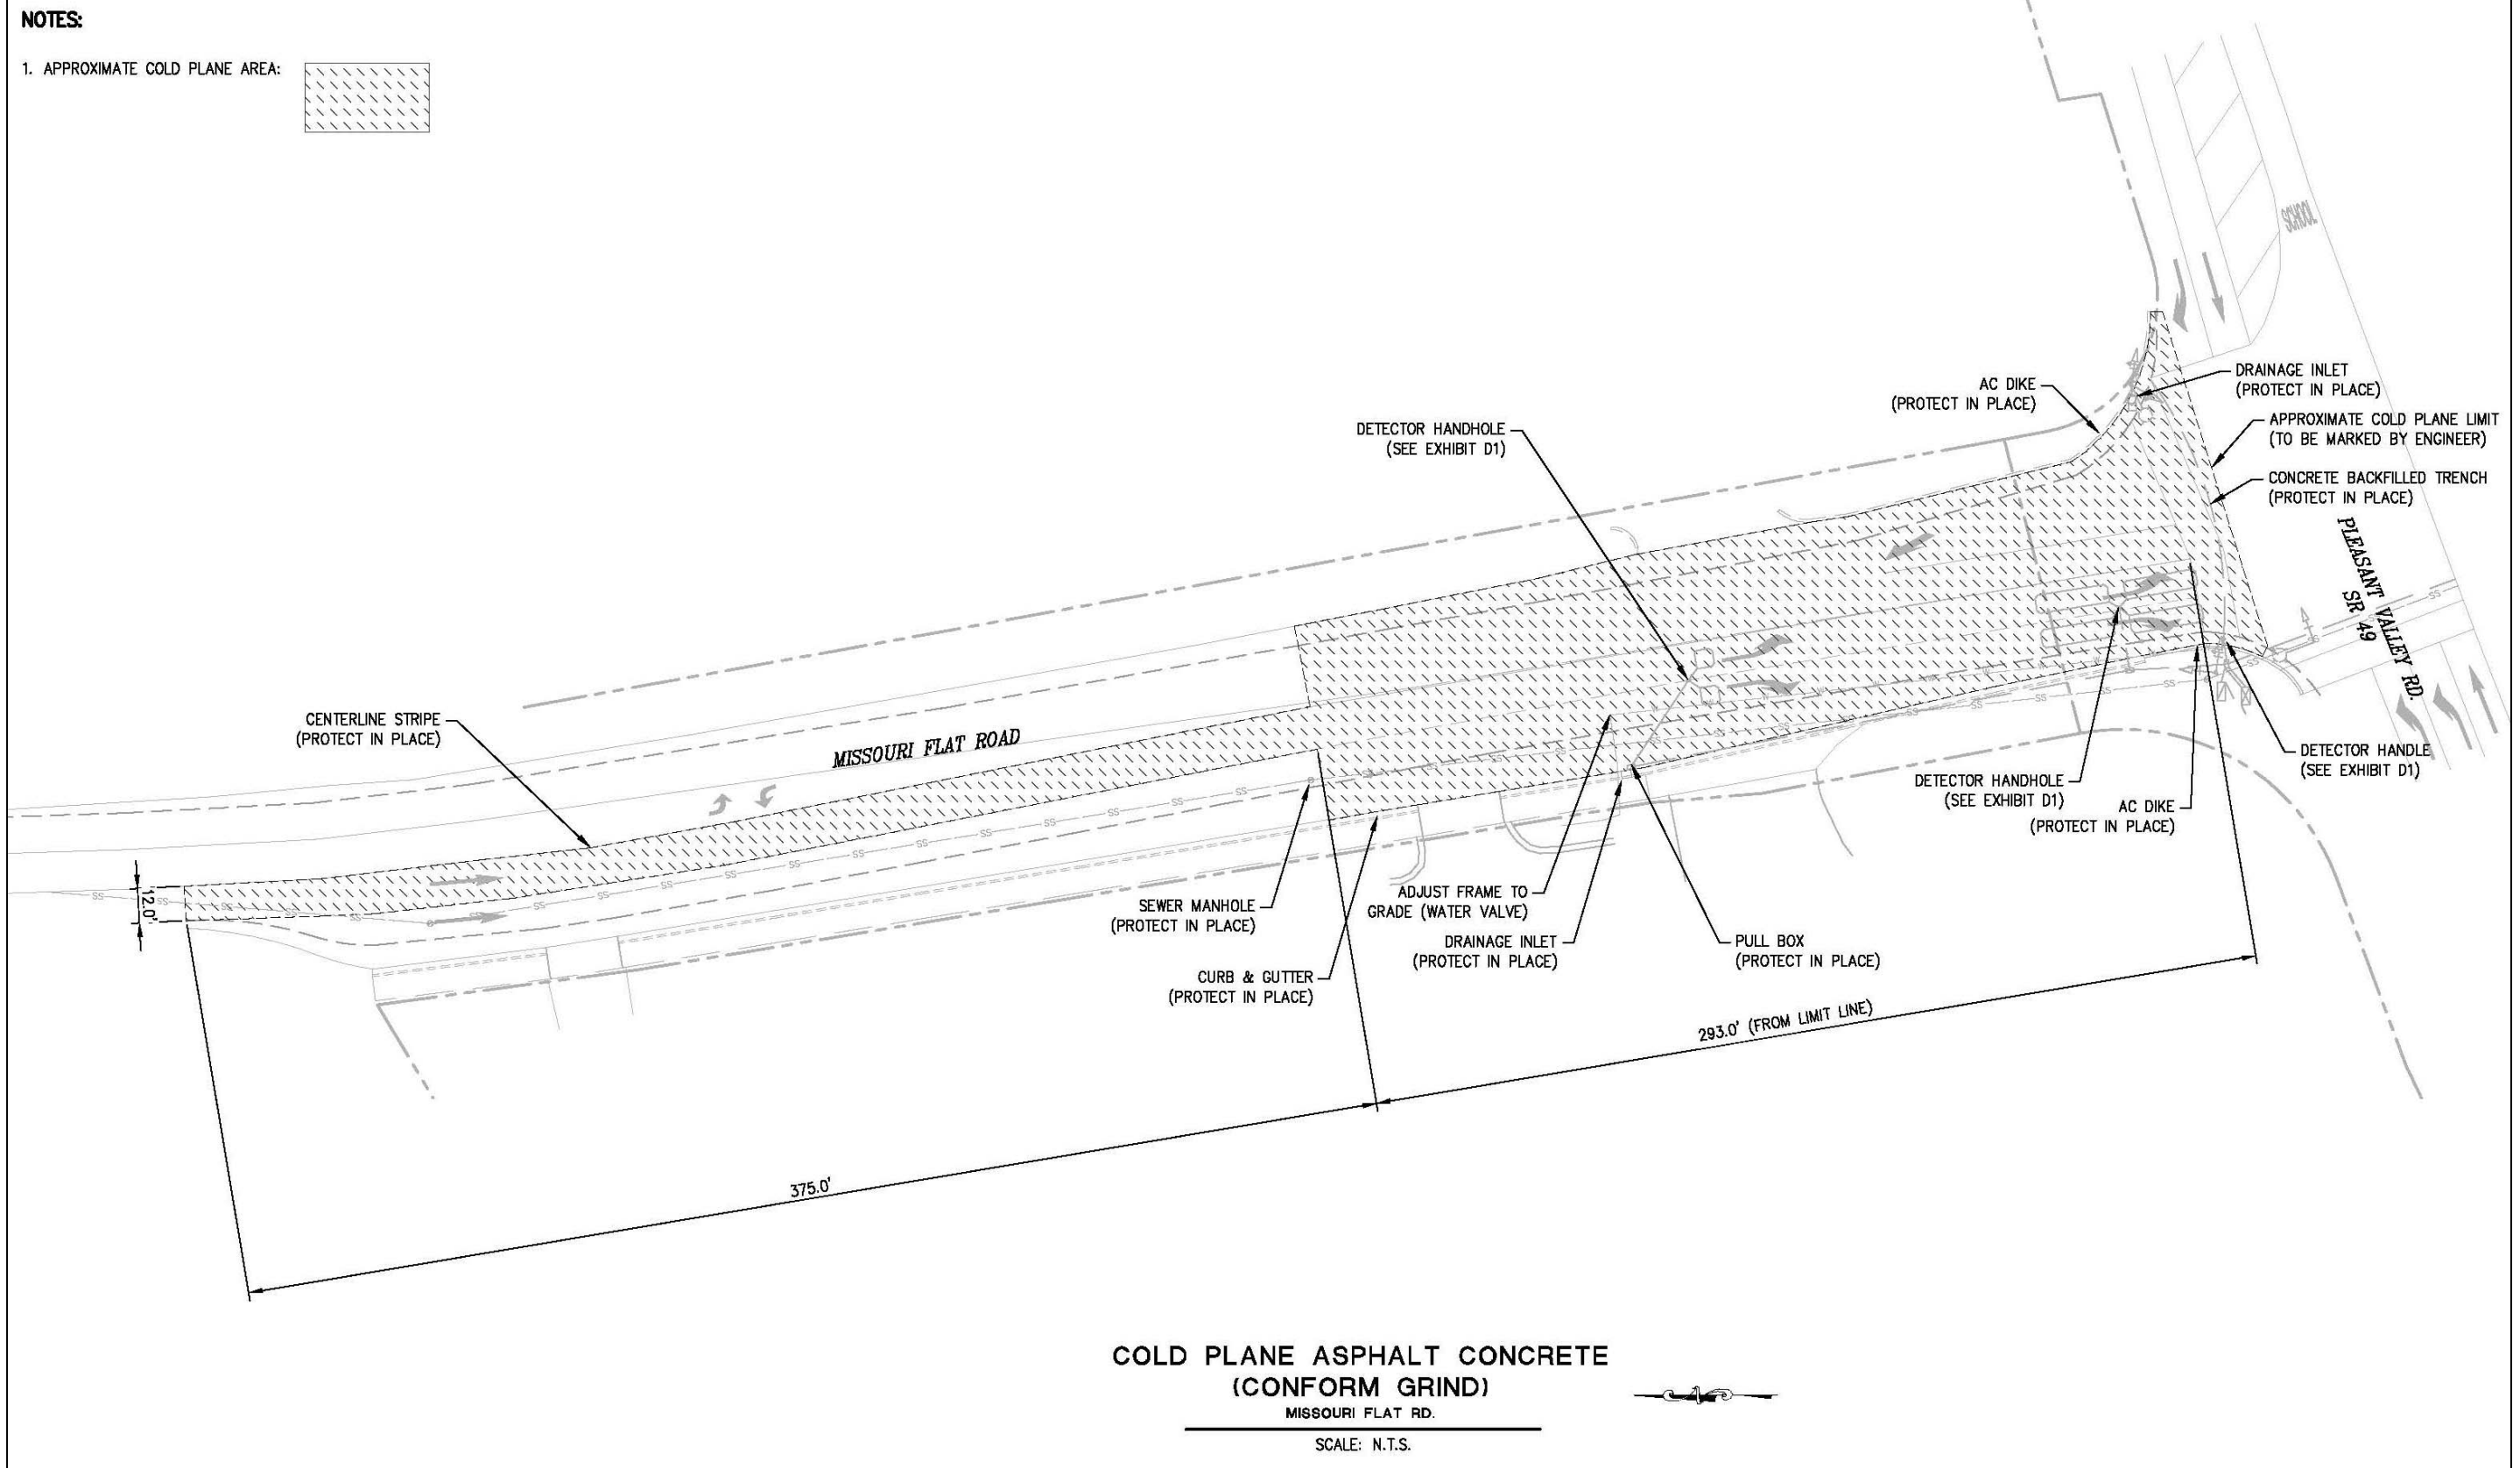 NOTES:
1. APPROXIMATE COLD PLANE AREA:
SCHOOL
AC DIKE
(PROTECT IN PLACE)
DRAINAGE INLET
(PROTECT IN PLACE)
APPROXIMATE COLD PLANE LIMIT
(TO BE MARKED BY ENGINEER)
DETECTOR HANDHOLE
(SEE EXHIBIT D1)
CONCRETE BACKFILLED TRENCH
(PROTECT IN PLACE)
PLEASANT VALLEY RD.
SR 49
CENTERLINE STRIPE
(PROTECT IN PLACE)
MISSOURI FLAT ROAD
DETECTOR HANDLE
(SEE EXHIBIT D1)
DETECTOR HANDHOLE
(SEE EXHIBIT D1)
AC DIKE
(PROTECT IN PLACE)
12.0'
SEWER MANHOLE
(PROTECT IN PLACE)
ADJUST FRAME TO
GRADE (WATER VALVE)
DRAINAGE INLET
(PROTECT IN PLACE)
PULL BOX
(PROTECT IN PLACE)
CURB & GUTTER
(PROTECT IN PLACE)
293.0' (FROM LIMIT LINE)
375.0'
COLD PLANE ASPHALT CONCRETE
(CONFORM GRIND)
MISSOURI FLAT RD.
SCALE: N.T.S.